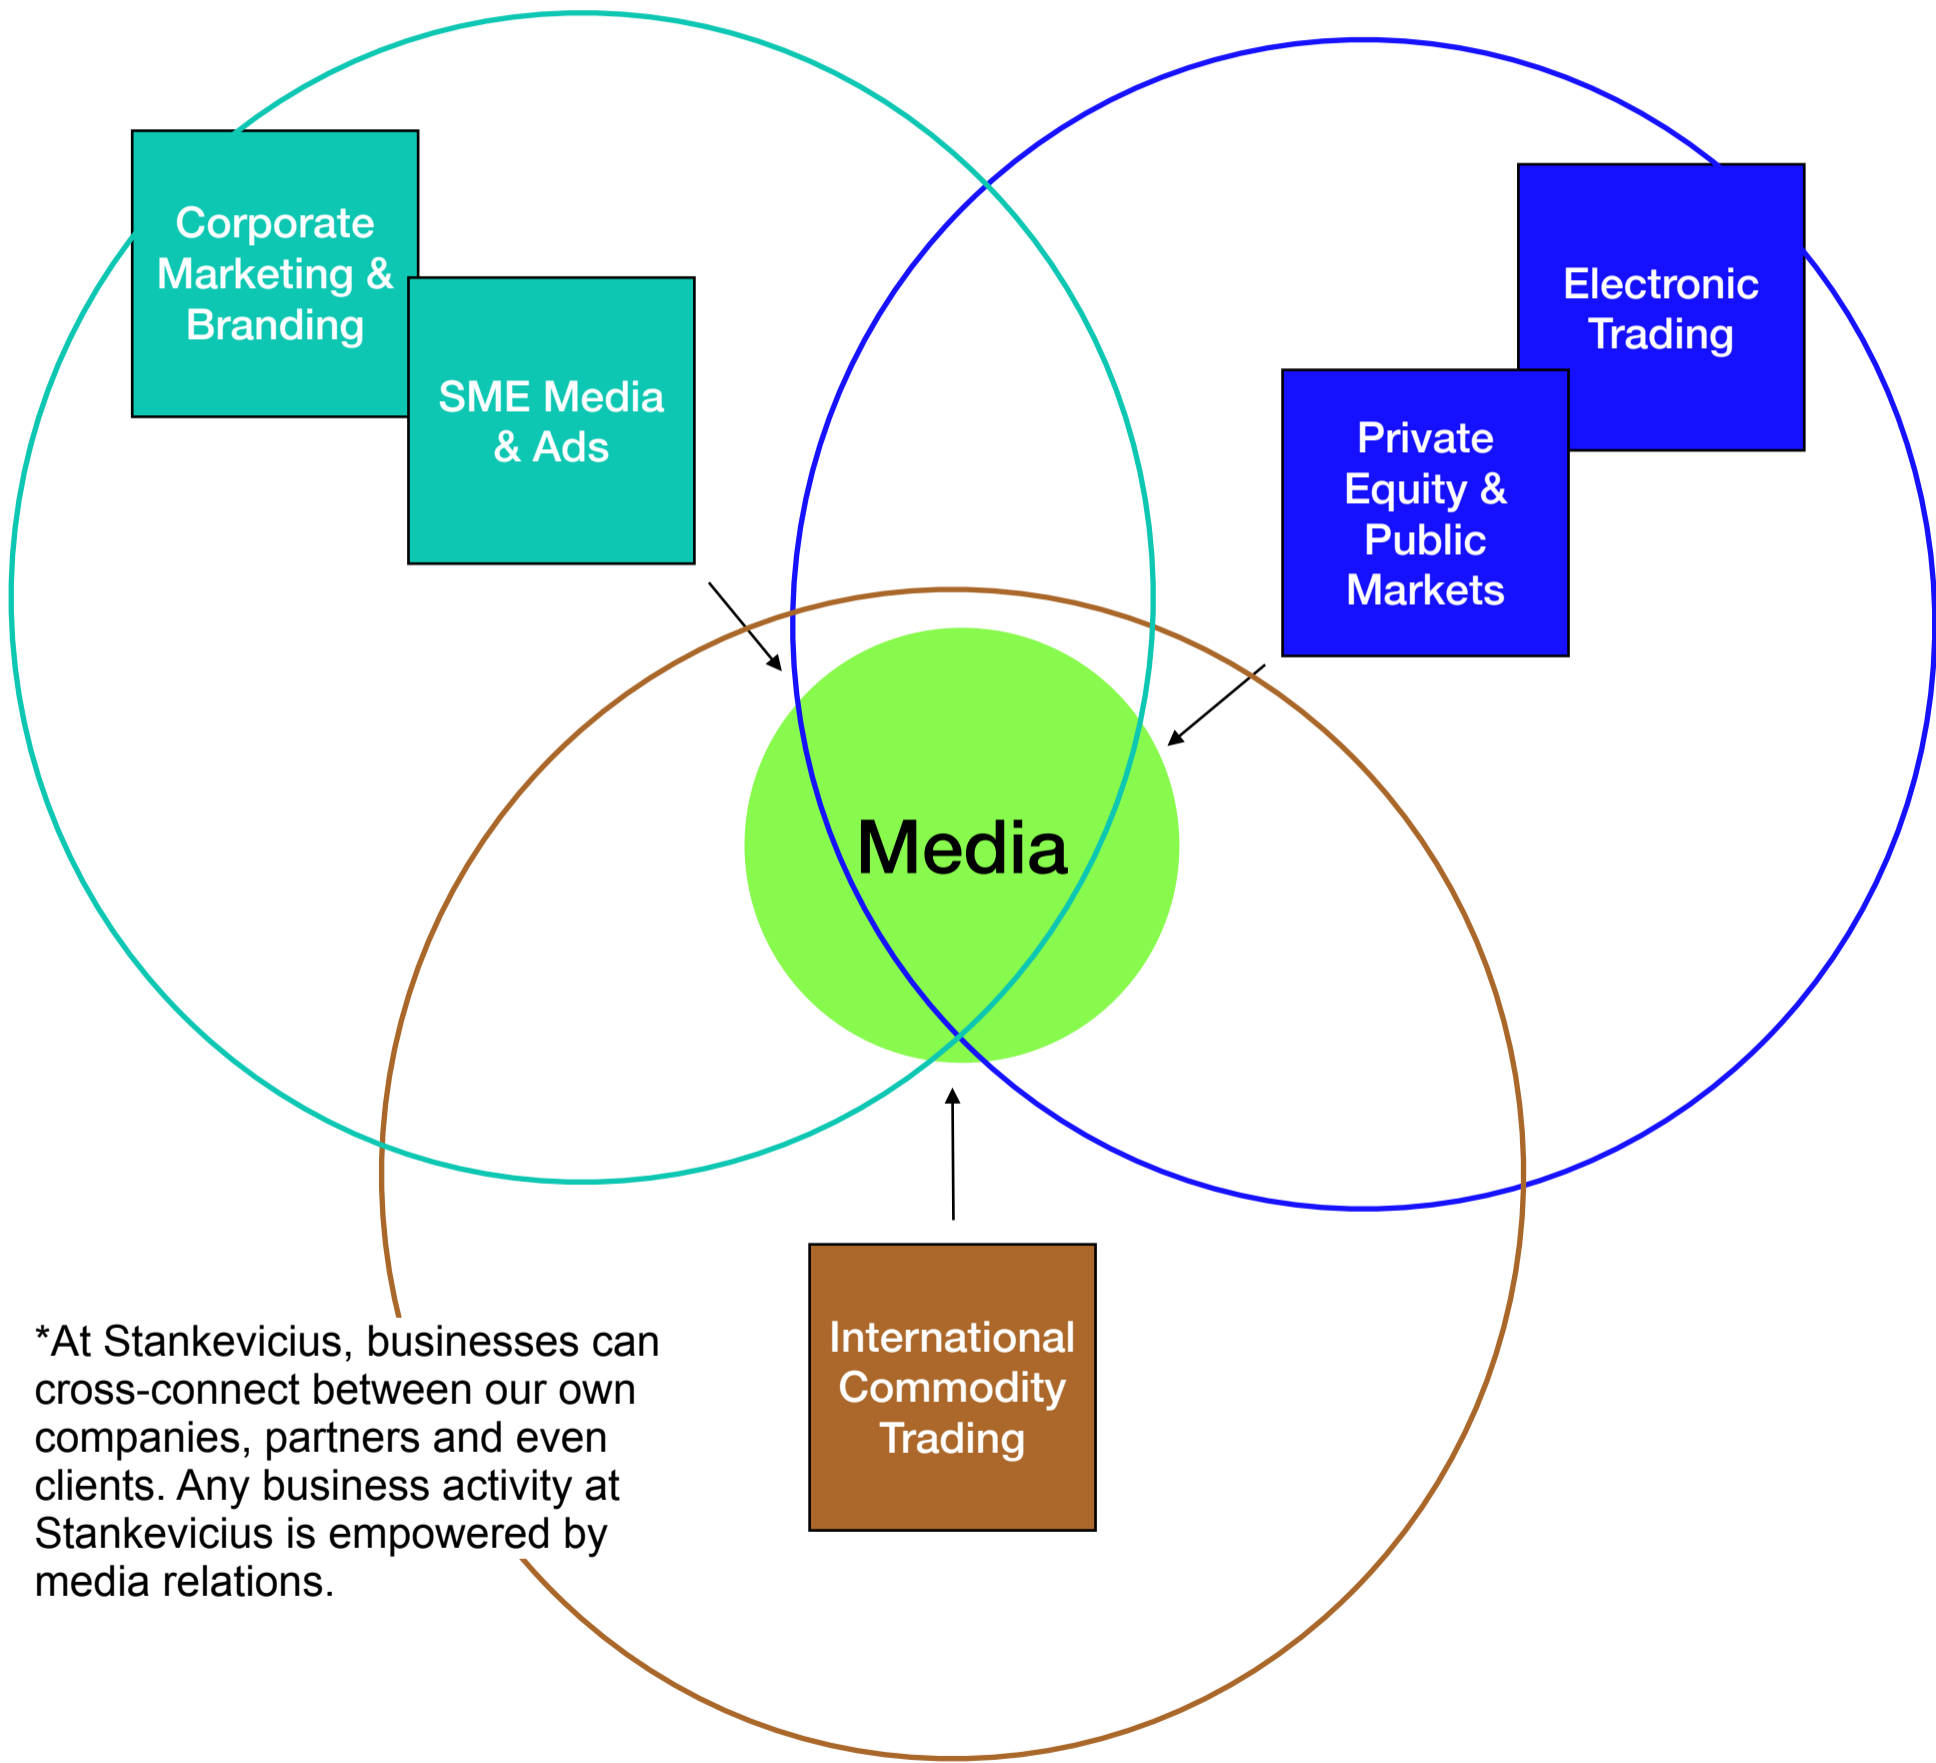 Corporate
Marketing &
Branding
SME Media
& Ads
Electronic
Trading
Private
Equity &
Public
Markets
Media
International
Commodity
Trading
*At Stankevicius, businesses can
cross-connect between our own
companies, partners and even
clients. Any business activity at
Stankevicius is empowered by
media relations.